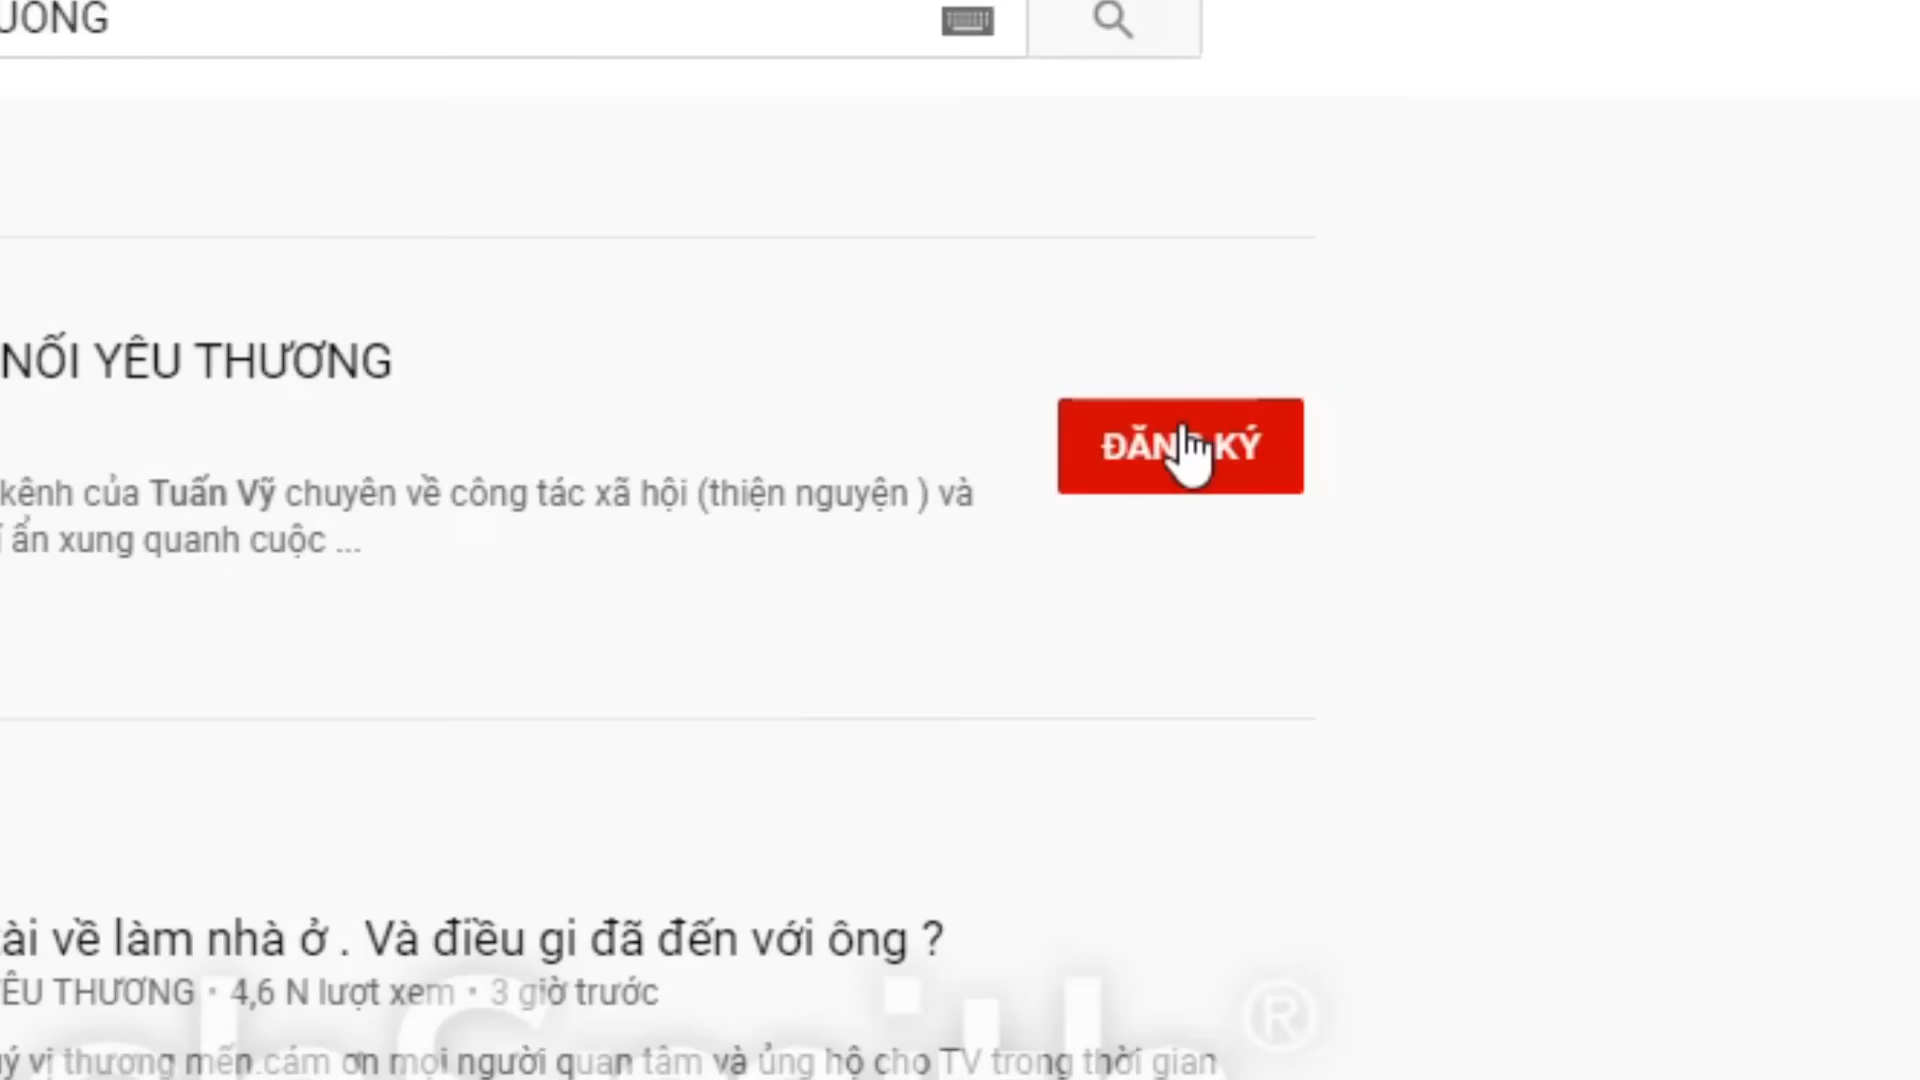 NỐI YÊU THƯƠNG
ĐĂNG KÝ
kênh của Tuấn Vỹ chuyên về công tác xã hội (thiện nguyện ) và
ẩn xung quanh cuộc ...
về làm nhà ở . Và điều gi đã đến với ông ?
THƯƠNG • 4,6 N lượt xem • 3 giờ trước
vị thương mến.cám ơn mọi người quan tâm và ủng hộ cho TV trong thời gian
®